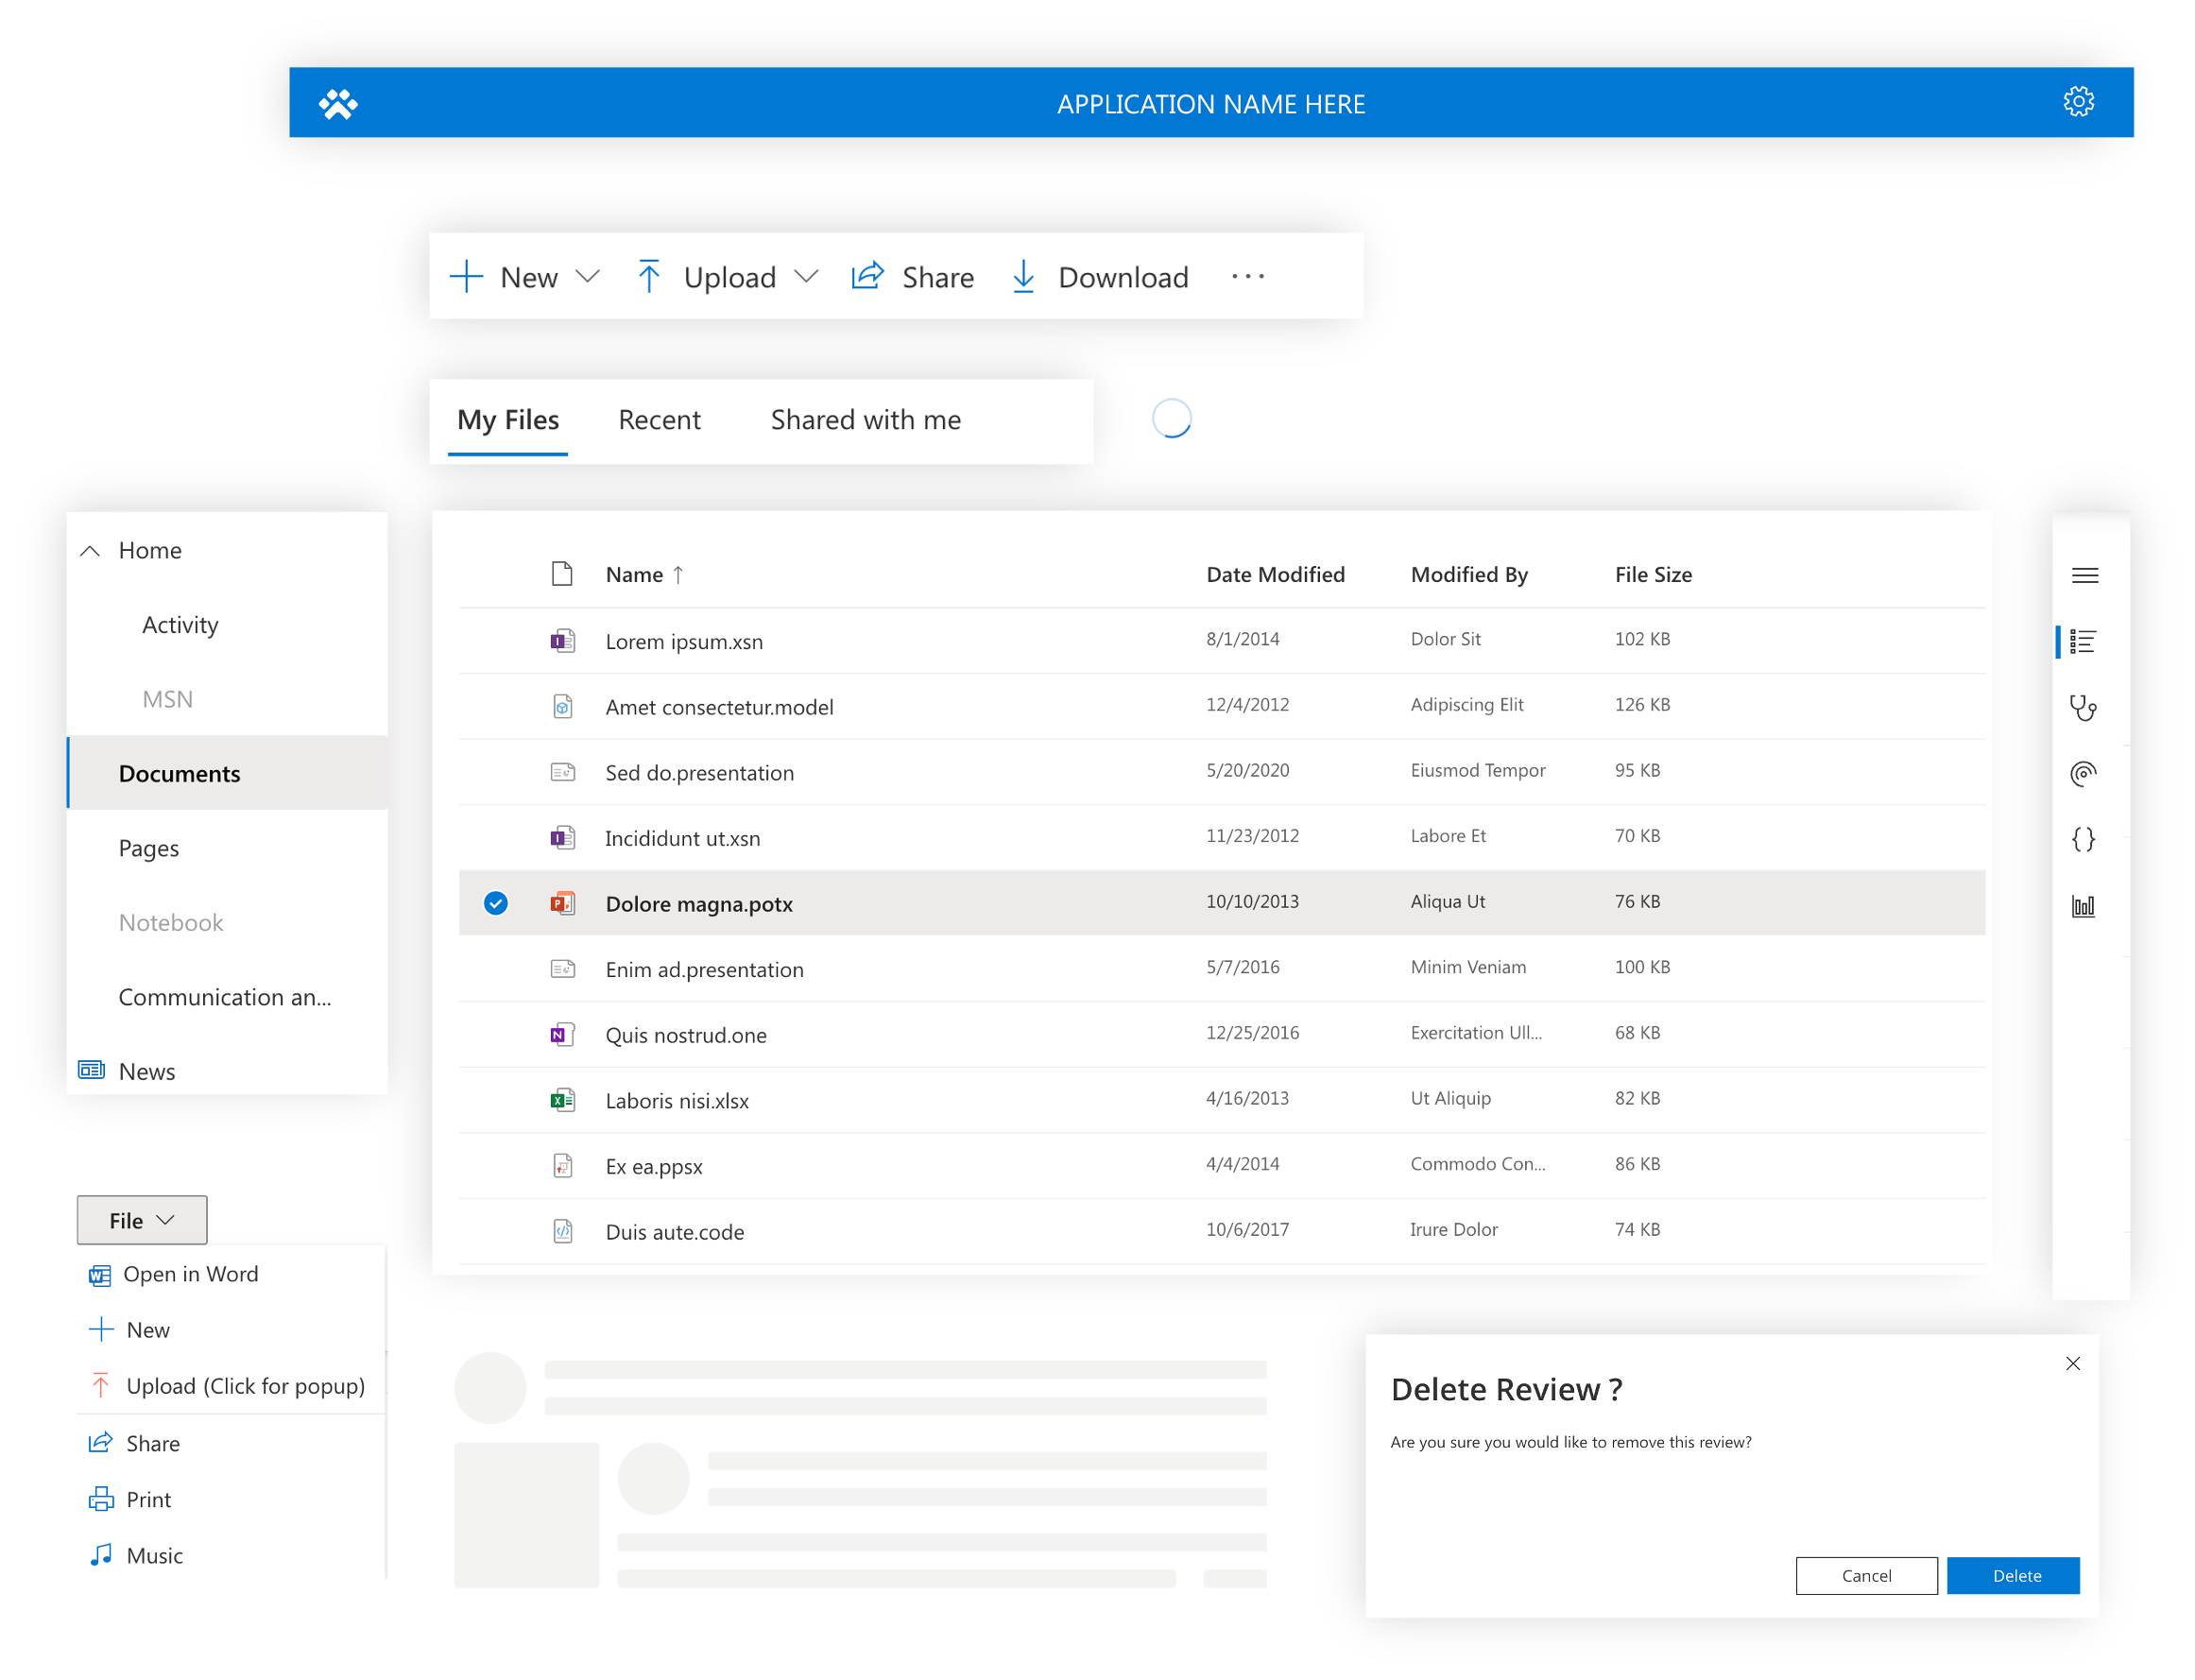 APPLICATION NAME HERE
New Upload Share Download ···
My Files Recent Shared with me
Home
Activity
MSN
Documents
Pages
Notebook
Communication an...
News
Name ↑ Date Modified Modified By File Size
Lorem ipsum.xsn 8/1/2014 Dolor Sit 102 KB
Amet consectetur.model 12/4/2012 Adipiscing Elit 126 KB
Sed do.presentation 5/20/2020 Eiusmod Tempor 95 KB
Incididunt ut.xsn 11/23/2012 Labore Et 70 KB
Dolore magna.potx 10/10/2013 Aliqua Ut 76 KB
Enim ad.presentation 5/7/2016 Minim Veniam 100 KB
Quis nostrud.one 12/25/2016 Exercitation Ull... 68 KB
Laboris nisi.xlsx 4/16/2013 Ut Aliquip 82 KB
Ex ea.ppsx 4/4/2014 Commodo Con... 86 KB
Duis aute.code 10/6/2017 Irure Dolor 74 KB
File
Open in Word
New
Upload (Click for popup)
Share
Print
Music
Delete Review ?
Are you sure you would like to remove this review?
Cancel Delete